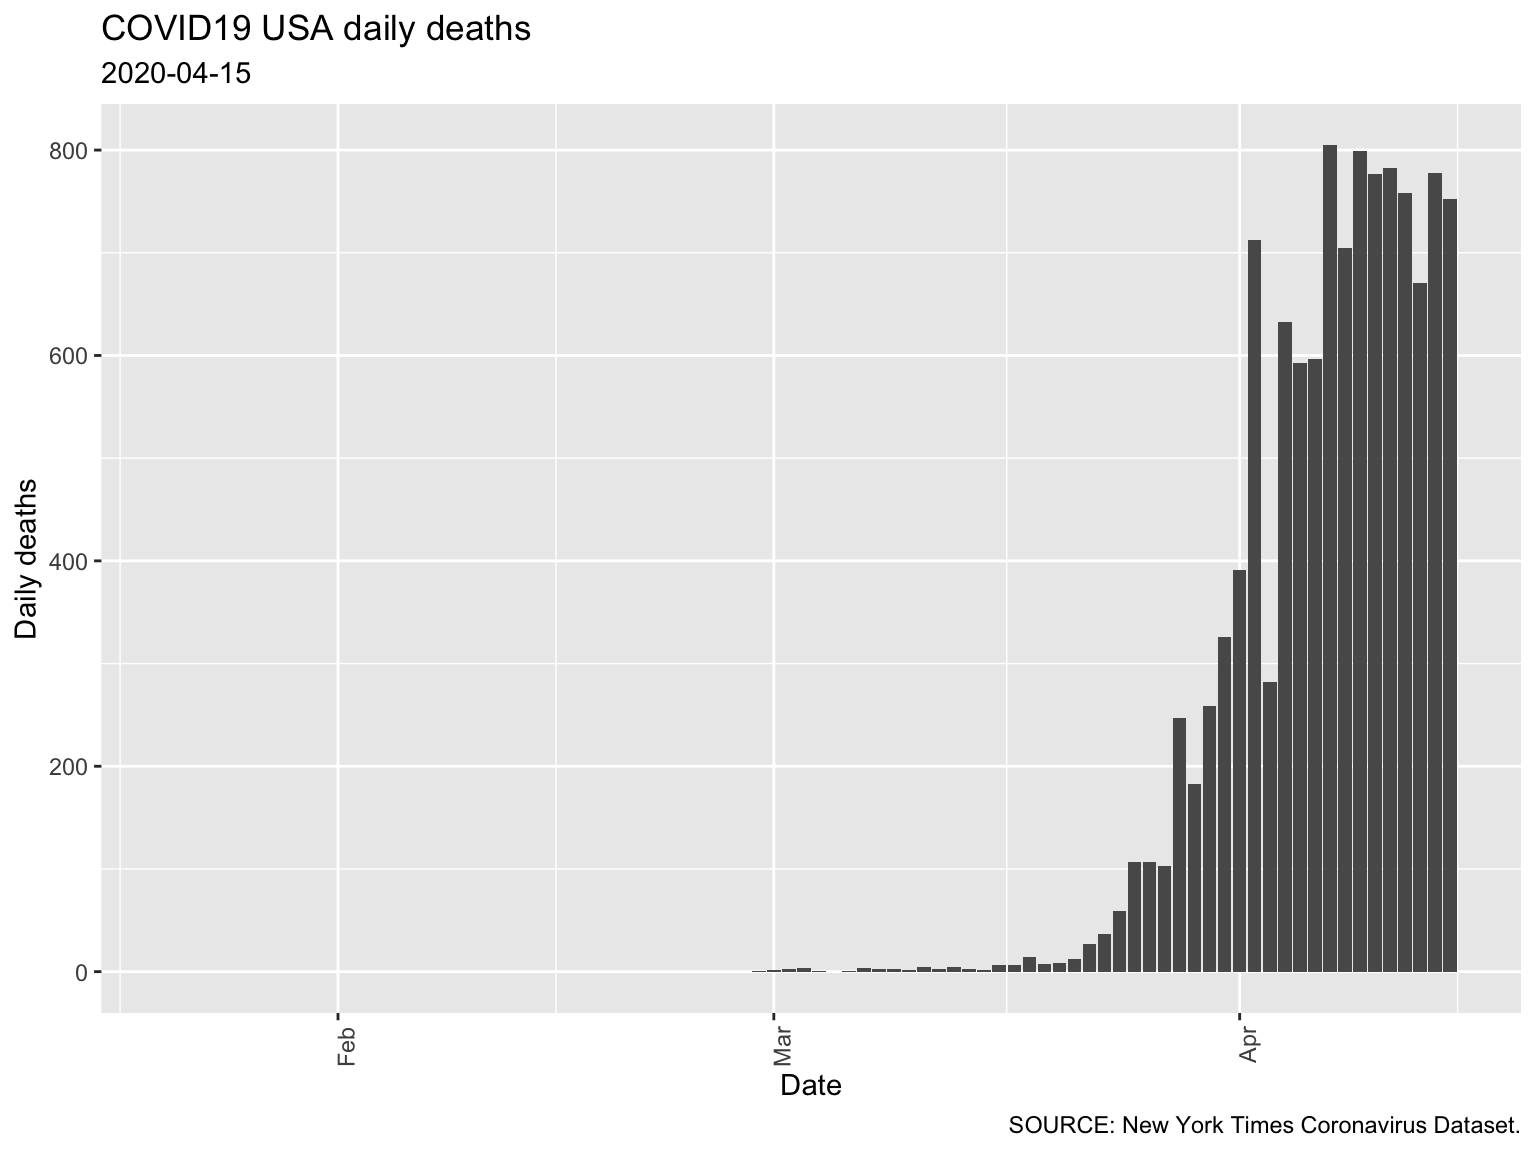 COVID19 USA daily deaths
2020-04-15
Daily deaths
800
600
400
200
0
Feb
Mar
Apr
Date
SOURCE: New York Times Coronavirus Dataset.